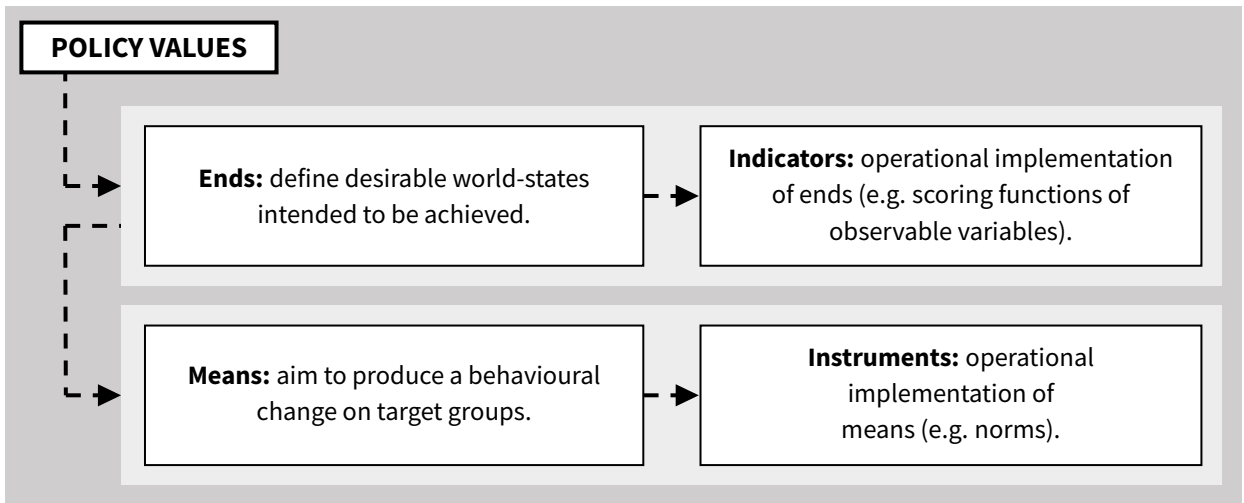 POLICY VALUES
Ends: define desirable world-states
intended to be achieved.
Indicators: operational implementation
of ends (e.g. scoring functions of
observable variables).
Means: aim to produce a behavioural
change on target groups.
Instruments: operational
implementation of
means (e.g. norms).